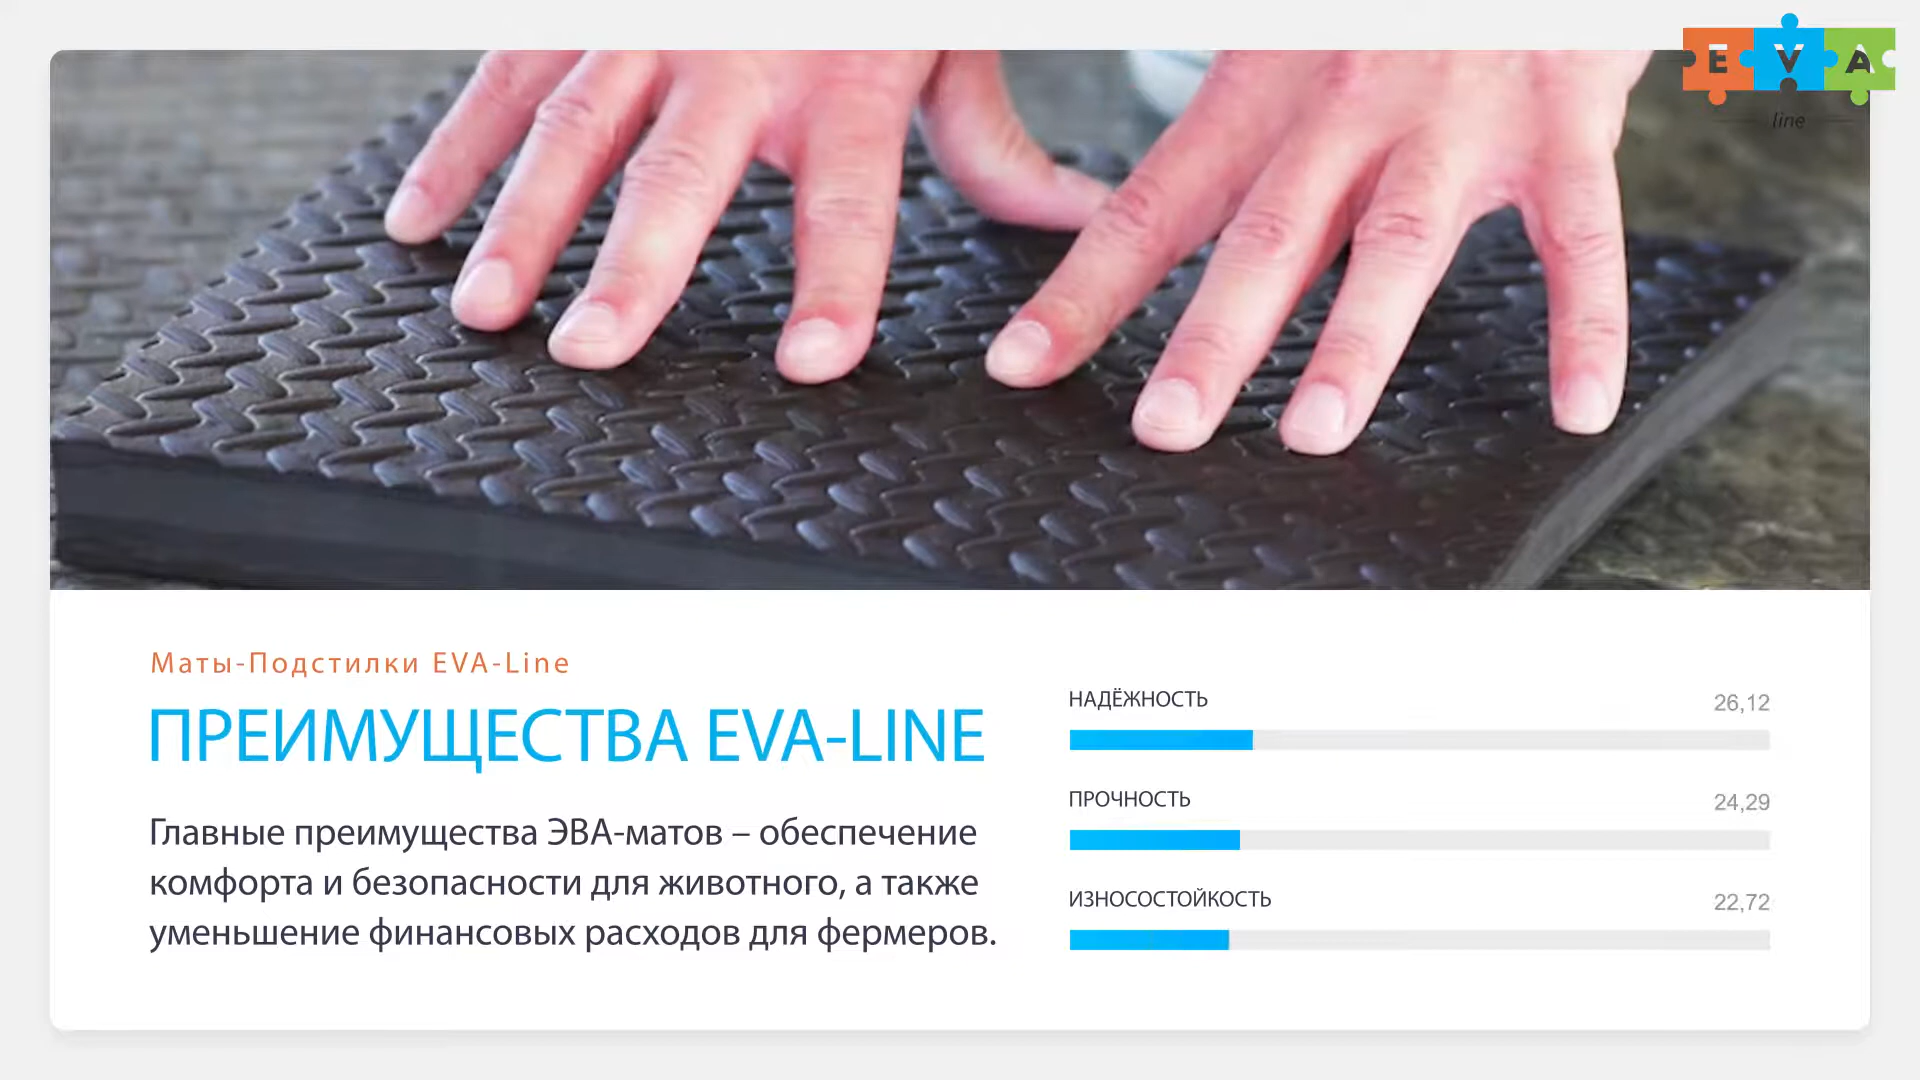 EVA
line
Маты-Подстилки EVA-Line
ПРЕИМУЩЕСТВА EVA-LINE
Главные преимущества ЭВА-матов – обеспечение
комфорта и безопасности для животного, а также
уменьшение финансовых расходов для фермеров.
НАДЁЖНОСТЬ 26,12
ПРОЧНОСТЬ 24,29
ИЗНОСОСТОЙКОСТЬ 22,72